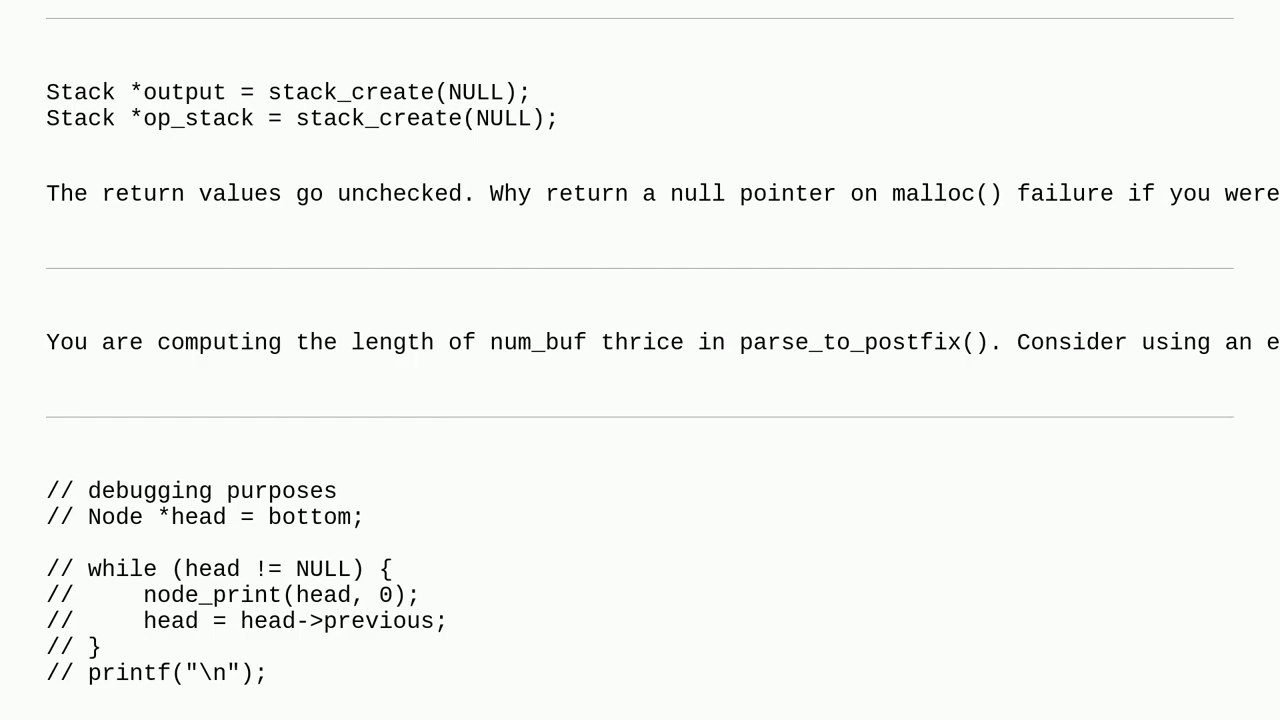 Stack *output = stack_create(NULL);
Stack *op_stack = stack_create(NULL);
The return values go unchecked. Why return a null pointer on malloc() failure if you were
You are computing the length of num_buf thrice in parse_to_postfix(). Consider using an e
// debugging purposes
// Node *head = bottom;
// while (head != NULL) {
//     node_print(head, 0);
//     head = head->previous;
// }
// printf("\n");